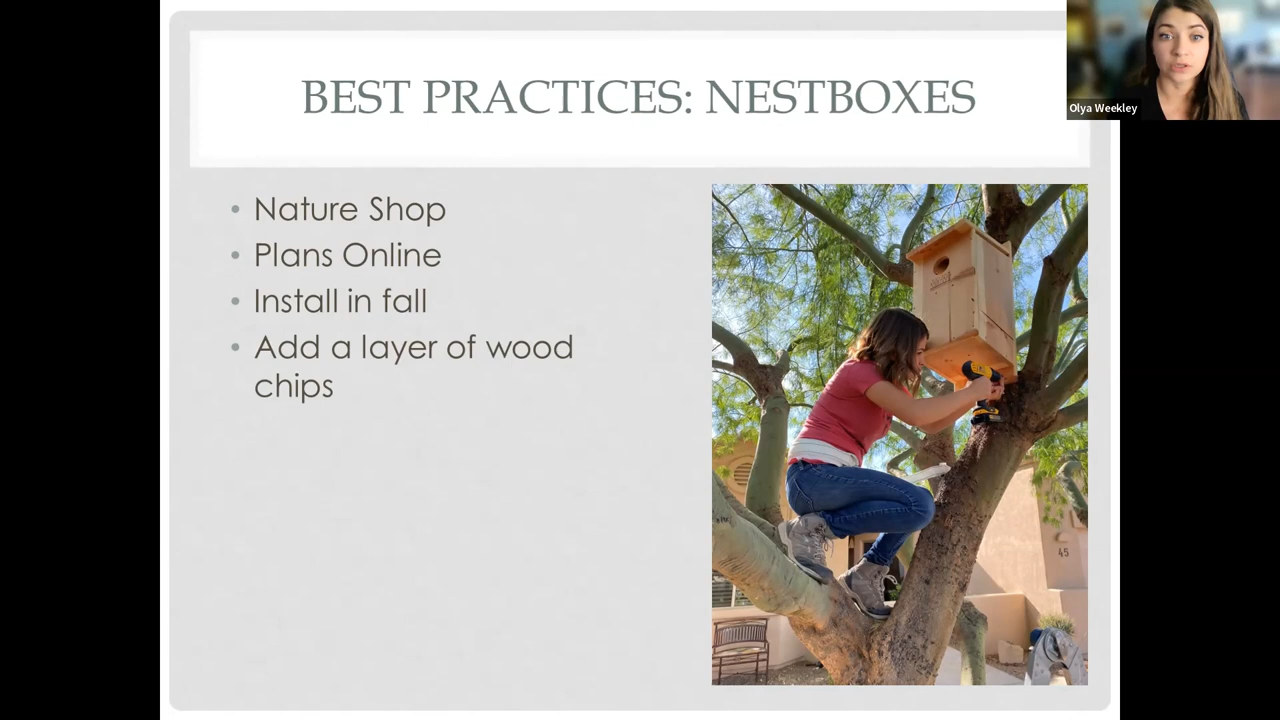 BEST PRACTICES: NESTBOXES
Olya Weekley
• Nature Shop
• Plans Online
• Install in fall
• Add a layer of wood
chips
45